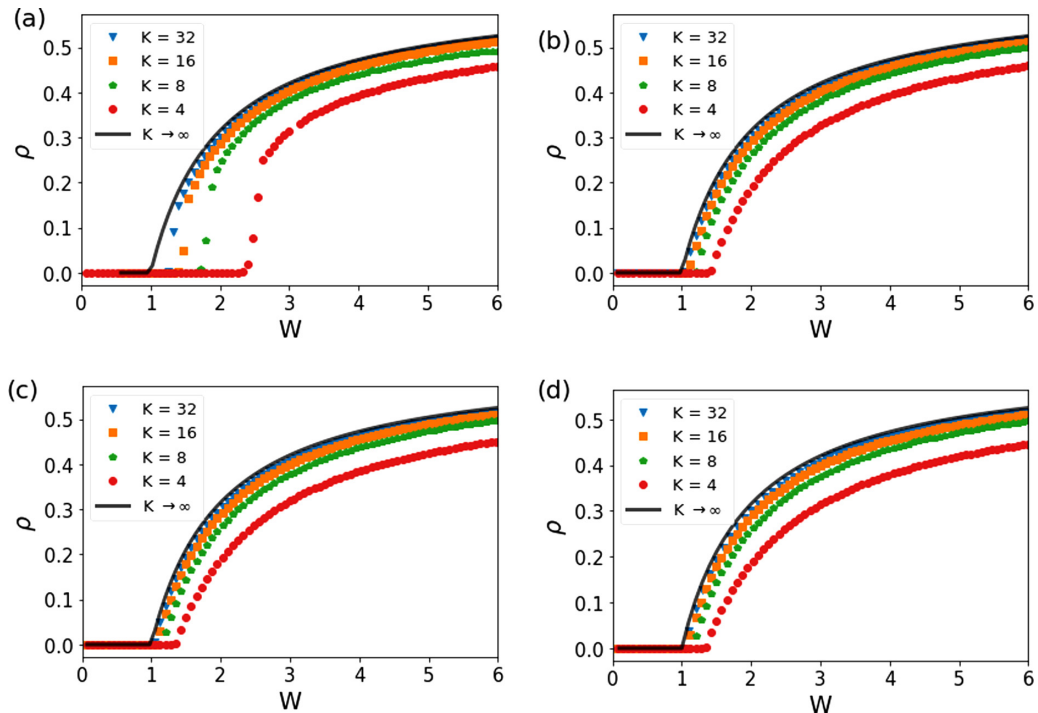 (a)
K = 32
K = 16
K = 8
K = 4
K → ∞
ρ
0.5
0.4
0.3
0.2
0.1
0.0
0 1 2 3 4 5 6
W
(b)
K = 32
K = 16
K = 8
K = 4
K → ∞
ρ
0.5
0.4
0.3
0.2
0.1
0.0
0 1 2 3 4 5 6
W
(c)
K = 32
K = 16
K = 8
K = 4
K → ∞
ρ
0.5
0.4
0.3
0.2
0.1
0.0
0 1 2 3 4 5 6
W
(d)
K = 32
K = 16
K = 8
K = 4
K → ∞
ρ
0.5
0.4
0.3
0.2
0.1
0.0
0 1 2 3 4 5 6
W